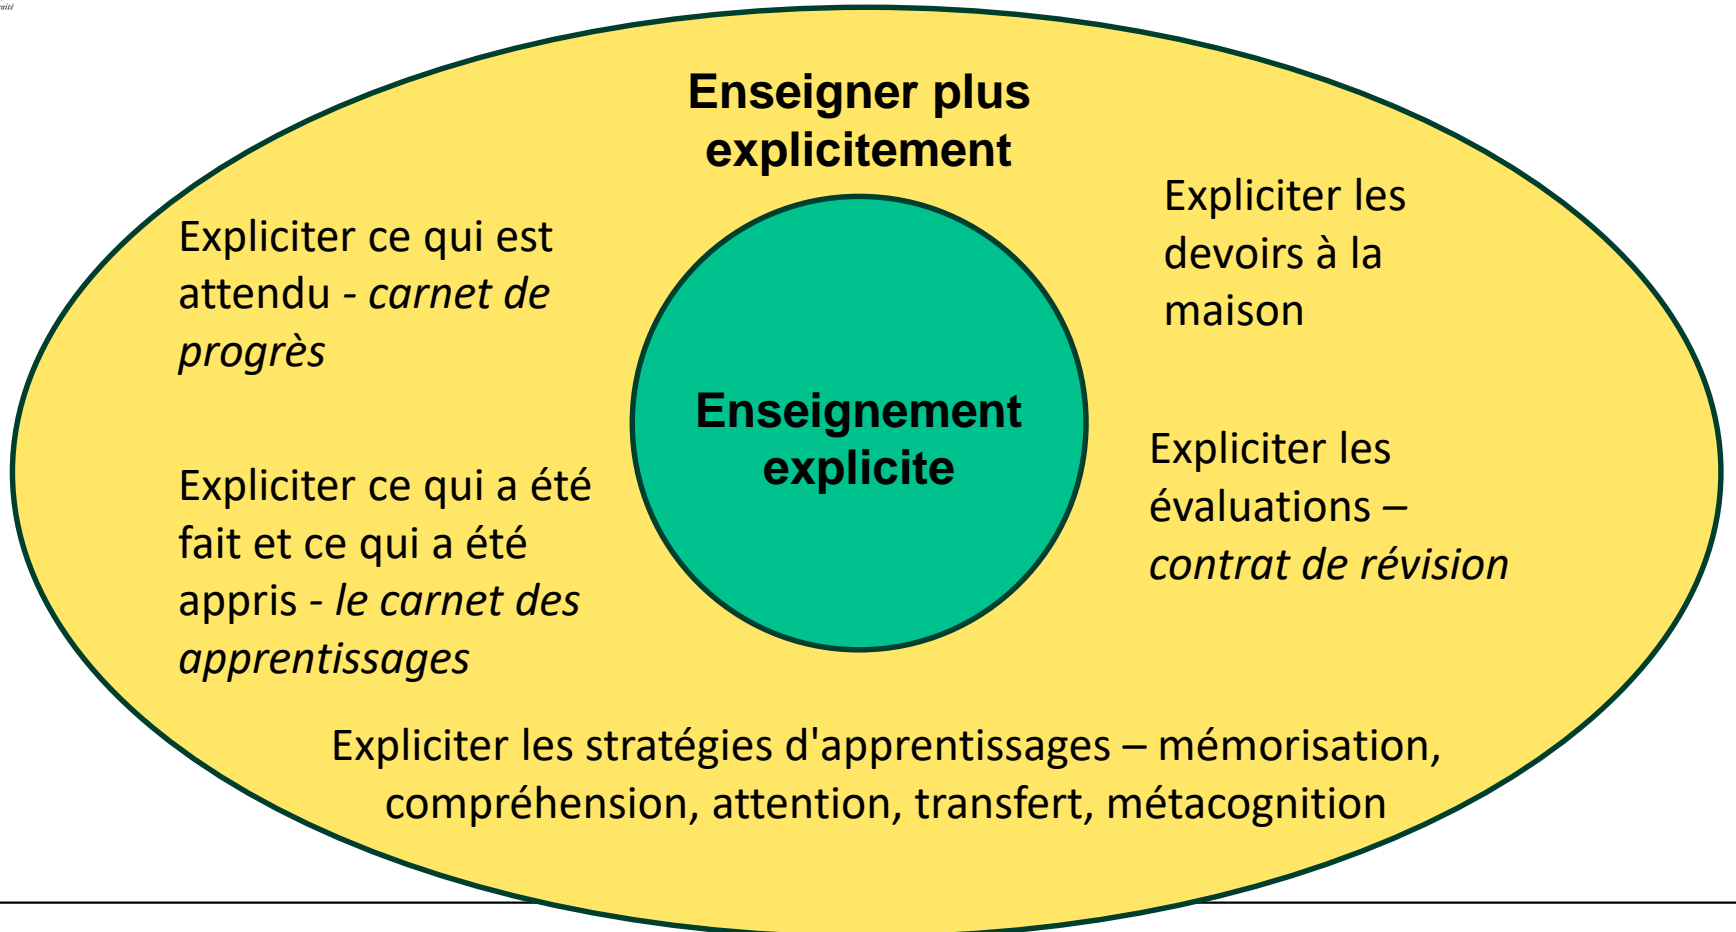 Enseigner plus
explicitement
Expliciter ce qui est
attendu - carnet de
progrès
Expliciter les
devoirs à la
maison
Enseignement
explicite
Expliciter ce qui a été
fait et ce qui a été
appris - le carnet des
apprentissages
Expliciter les
évaluations –
contrat de révision
Expliciter les stratégies d'apprentissages – mémorisation,
compréhension, attention, transfert, métacognition